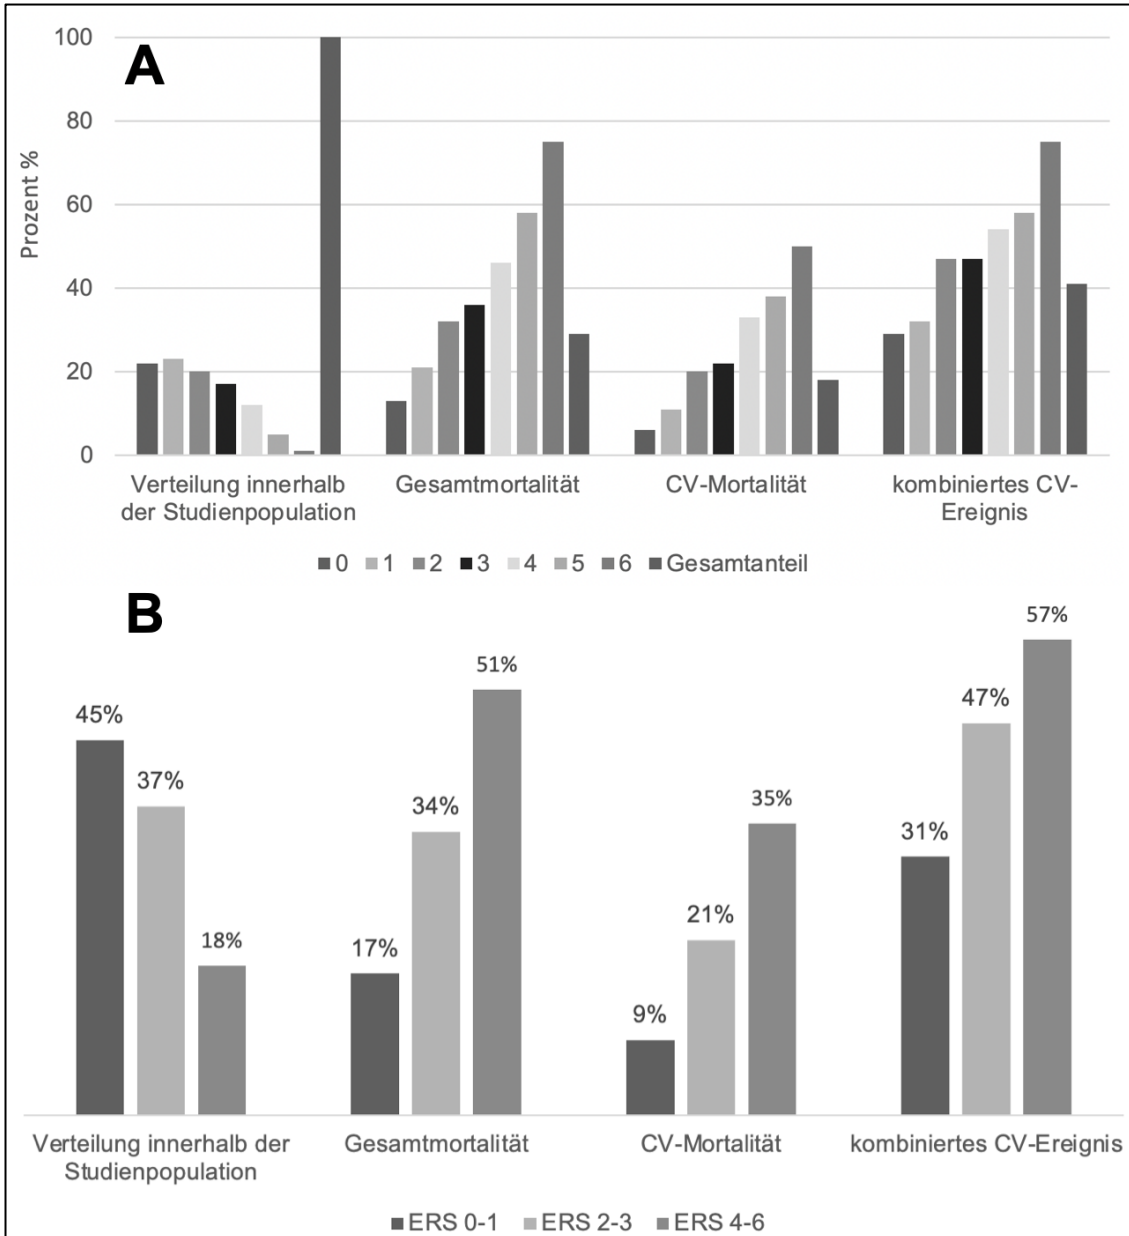 A
Prozent %
100
80
60
40
20
0
Verteilung innerhalb
der Studienpopulation
Gesamtmortalität
CV-Mortalität
kombiniertes CV-
Ereignis
0 1 2 3 4 5 6 Gesamtanteil
B
45%
37%
18%
17%
34%
51%
9%
21%
35%
31%
47%
57%
Verteilung innerhalb der
Studienpopulation
Gesamtmortalität
CV-Mortalität
kombiniertes CV-Ereignis
ERS 0-1 ERS 2-3 ERS 4-6